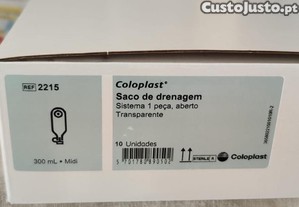 CustoJusto.pt
REF 2215
Coloplast
Saco de drenagem
Sistema 1 peça, aberto
Transparente
300 mL • Midi
10 Unidades
STERILE R
Coloplast